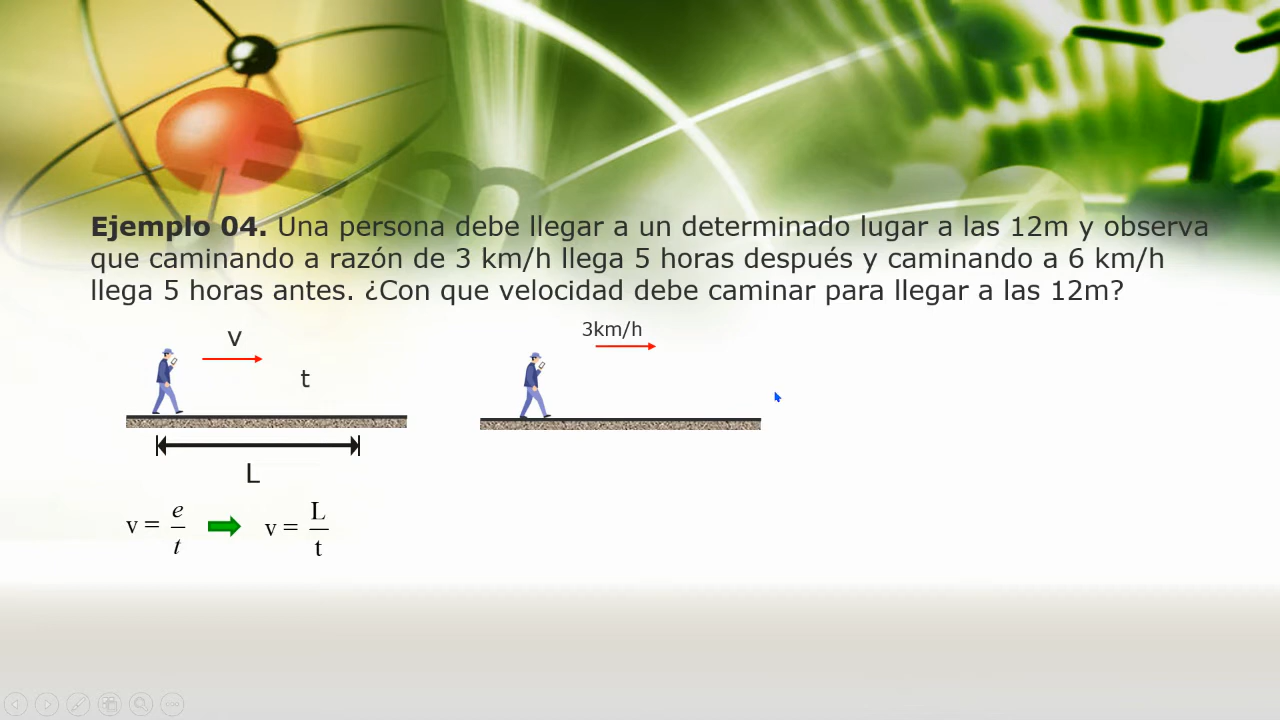 Ejemplo 04. Una persona debe llegar a un determinado lugar a las 12m y observa
que caminando a razón de 3 km/h llega 5 horas después y caminando a 6 km/h
llega 5 horas antes. ¿Con que velocidad debe caminar para llegar a las 12m?
v
t
L
v = e/t
v = L/t
3km/h